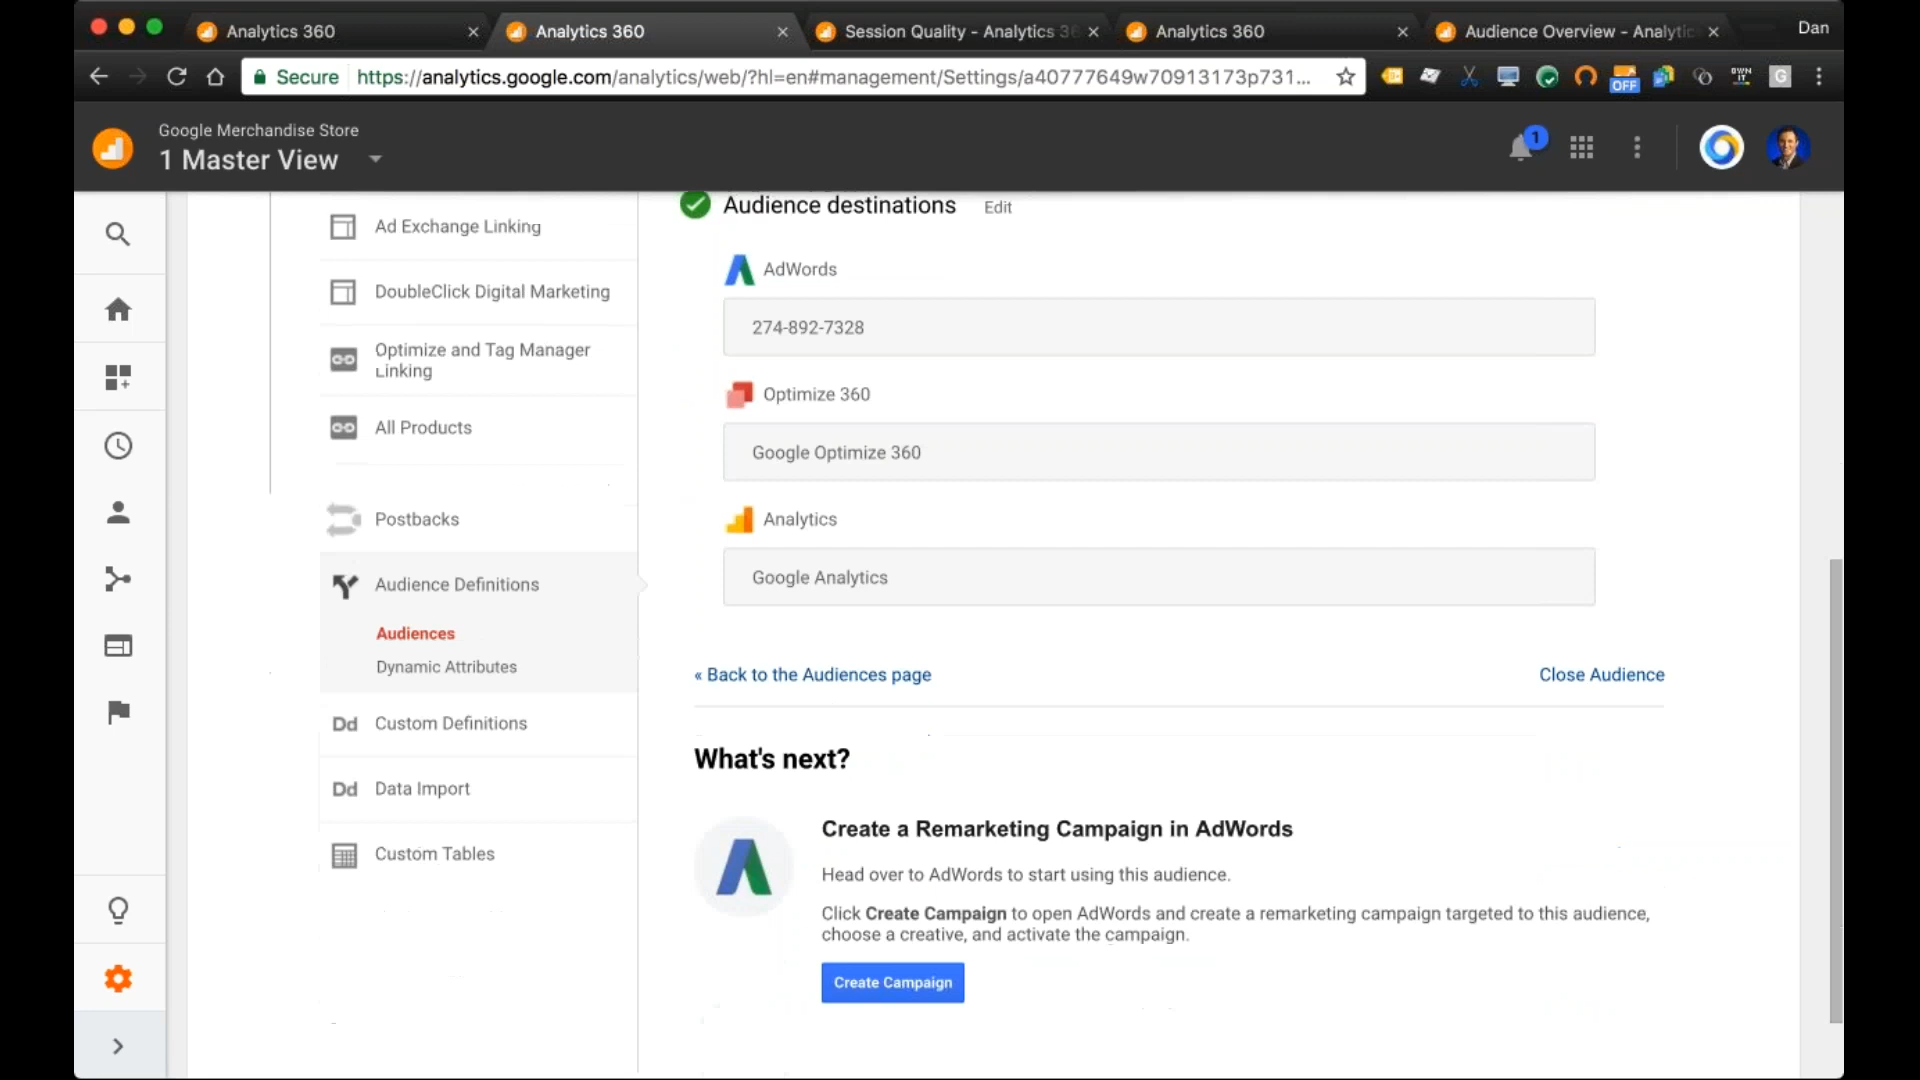 Analytics 360
Analytics 360
Session Quality - Analytics 36
Analytics 360
Audience Overview - Analytic
Dan
Secure
https://analytics.google.com/analytics/web/?hl=en#management/Settings/a40777649w70913173p731...
OFF
OWN IT
G
Google Merchandise Store
1 Master View
1
Ad Exchange Linking
DoubleClick Digital Marketing
Optimize and Tag Manager
Linking
All Products
Postbacks
Audience Definitions
Audiences
Dynamic Attributes
Dd Custom Definitions
Dd Data Import
Custom Tables
Audience destinations Edit
AdWords
274-892-7328
Optimize 360
Google Optimize 360
Analytics
Google Analytics
« Back to the Audiences page
Close Audience
What's next?
Create a Remarketing Campaign in AdWords
Head over to AdWords to start using this audience.
Click Create Campaign to open AdWords and create a remarketing campaign targeted to this audience,
choose a creative, and activate the campaign.
Create Campaign